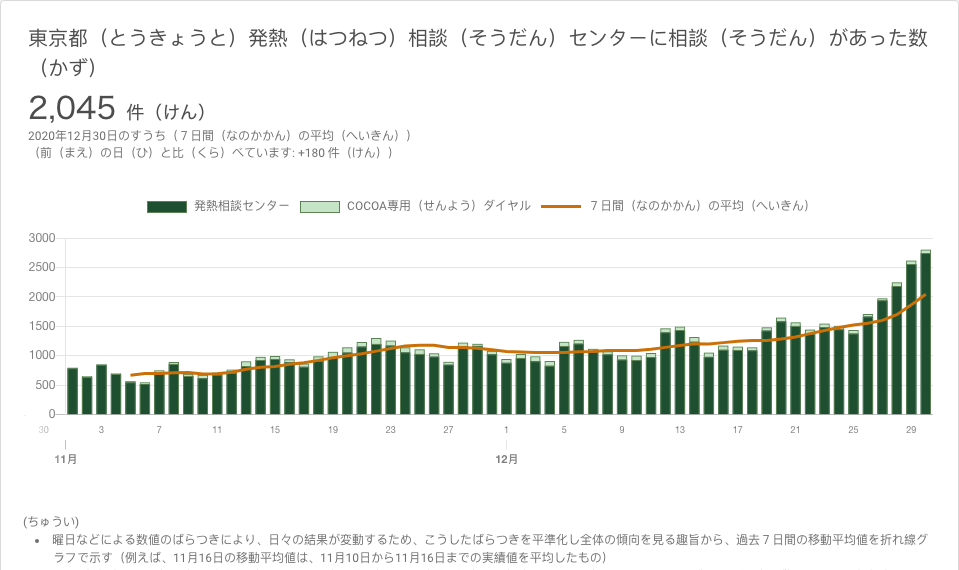 東京都（とうきょうと）発熱（はつねつ）相談（そうだん）センターに相談（そうだん）があった数
（かず）
2,045 件（けん）
2020年12月30日のすうち（７日間（なのかかん）の平均（へいきん））
（前（まえ）の日（ひ）と比（くら）べています: +180 件（けん））
発熱相談センター COCOA専用（せんよう）ダイヤル ７日間（なのかかん）の平均（へいきん）
3000
2500
2000
1500
1000
500
0
30 3 7 11 15 19 23 27 1 5 9 13 17 21 25 29
11月 12月
(ちゅうい)
• 曜日などによる数値のばらつきにより、日々の結果が変動するため、こうしたばらつきを平準化し全体の傾向を見る趣旨から、過去７日間の移動平均値を折れ線グ
ラフで示す（例えば、11月16日の移動平均値は、11月10日から11月16日までの実績値を平均したもの）